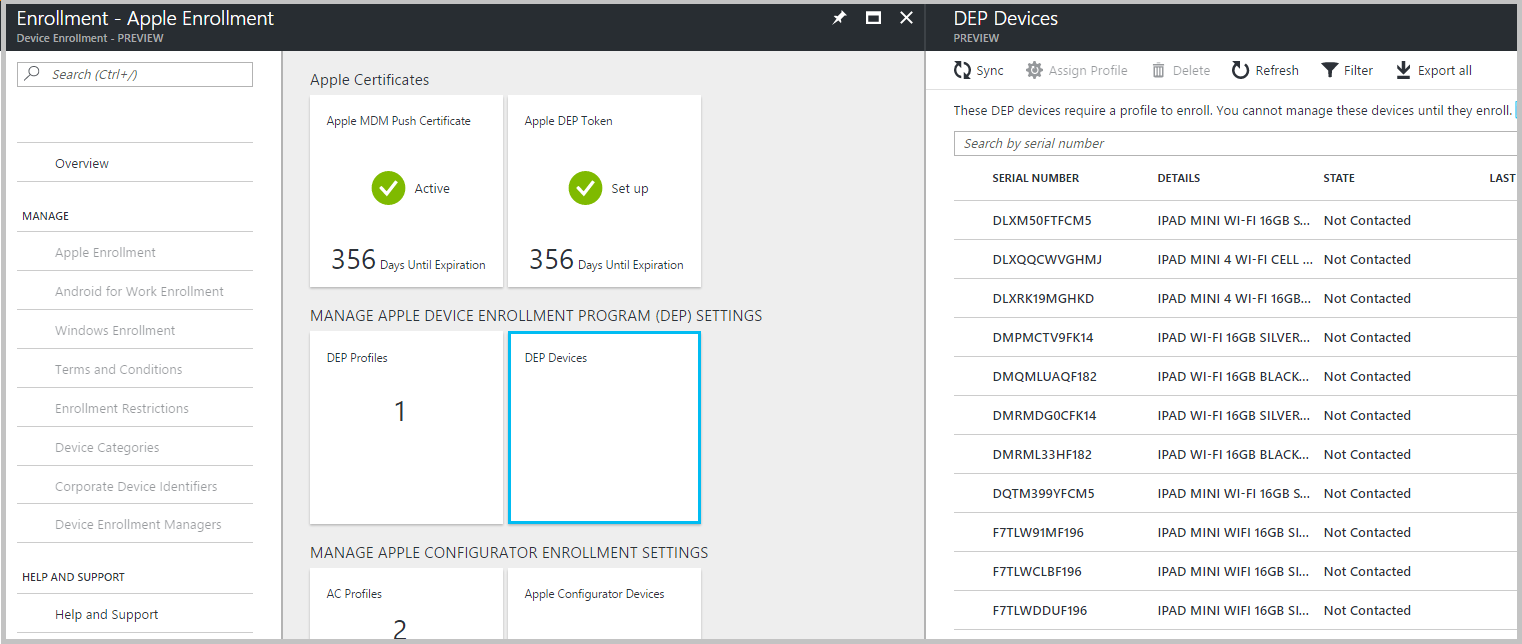 Enrollment - Apple Enrollment
Device Enrollment - PREVIEW
Search (Ctrl+/)
Overview
MANAGE
Apple Enrollment
Android for Work Enrollment
Windows Enrollment
Terms and Conditions
Enrollment Restrictions
Device Categories
Corporate Device Identifiers
Device Enrollment Managers
HELP AND SUPPORT
Help and Support
Apple Certificates
Apple MDM Push Certificate
Active
356 Days Until Expiration
Apple DEP Token
Set up
356 Days Until Expiration
MANAGE APPLE DEVICE ENROLLMENT PROGRAM (DEP) SETTINGS
DEP Profiles
1
DEP Devices
MANAGE APPLE CONFIGURATOR ENROLLMENT SETTINGS
AC Profiles
2
Apple Configurator Devices
DEP Devices
PREVIEW
Sync Assign Profile Delete Refresh Filter Export all
These DEP devices require a profile to enroll. You cannot manage these devices until they enroll.
Search by serial number
SERIAL NUMBER DETAILS STATE LAST
DLXM50FTFCM5 IPAD MINI WI-FI 16GB S... Not Contacted
DLXQQCWVGHMJ IPAD MINI 4 WI-FI CELL ... Not Contacted
DLXRK19MGHKD IPAD MINI 4 WI-FI 16GB... Not Contacted
DMPMCTV9FK14 IPAD WI-FI 16GB SILVER... Not Contacted
DMQMLUAQF182 IPAD WI-FI 16GB BLACK... Not Contacted
DMRMDG0CFK14 IPAD WI-FI 16GB SILVER... Not Contacted
DMRML33HF182 IPAD WI-FI 16GB BLACK... Not Contacted
DQTM399YFCM5 IPAD MINI WI-FI 16GB S... Not Contacted
F7TLW91MF196 IPAD MINI WIFI 16GB SI... Not Contacted
F7TLWCLBF196 IPAD MINI WIFI 16GB SI... Not Contacted
F7TLWDDUF196 IPAD MINI WIFI 16GB SI... Not Contacted